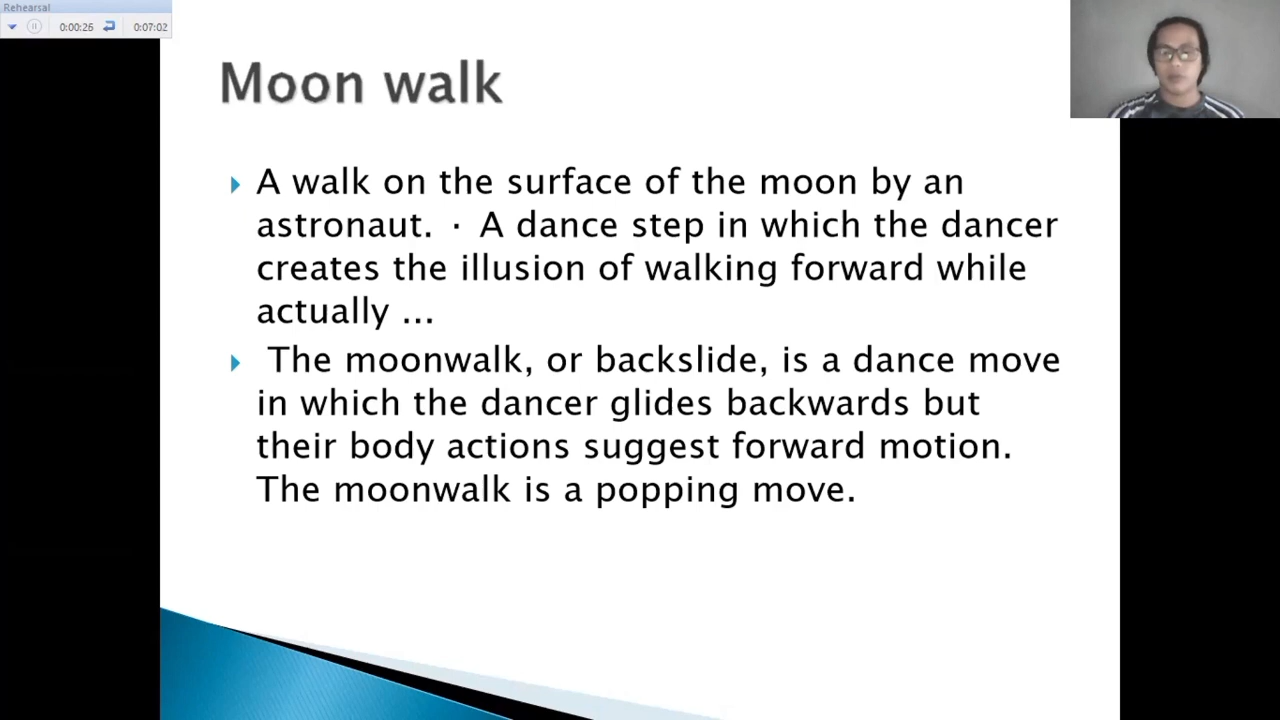 Rehearsal
0:00:26 0:07:02
Moon walk
A walk on the surface of the moon by an
astronaut. · A dance step in which the dancer
creates the illusion of walking forward while
actually ...
The moonwalk, or backslide, is a dance move
in which the dancer glides backwards but
their body actions suggest forward motion.
The moonwalk is a popping move.